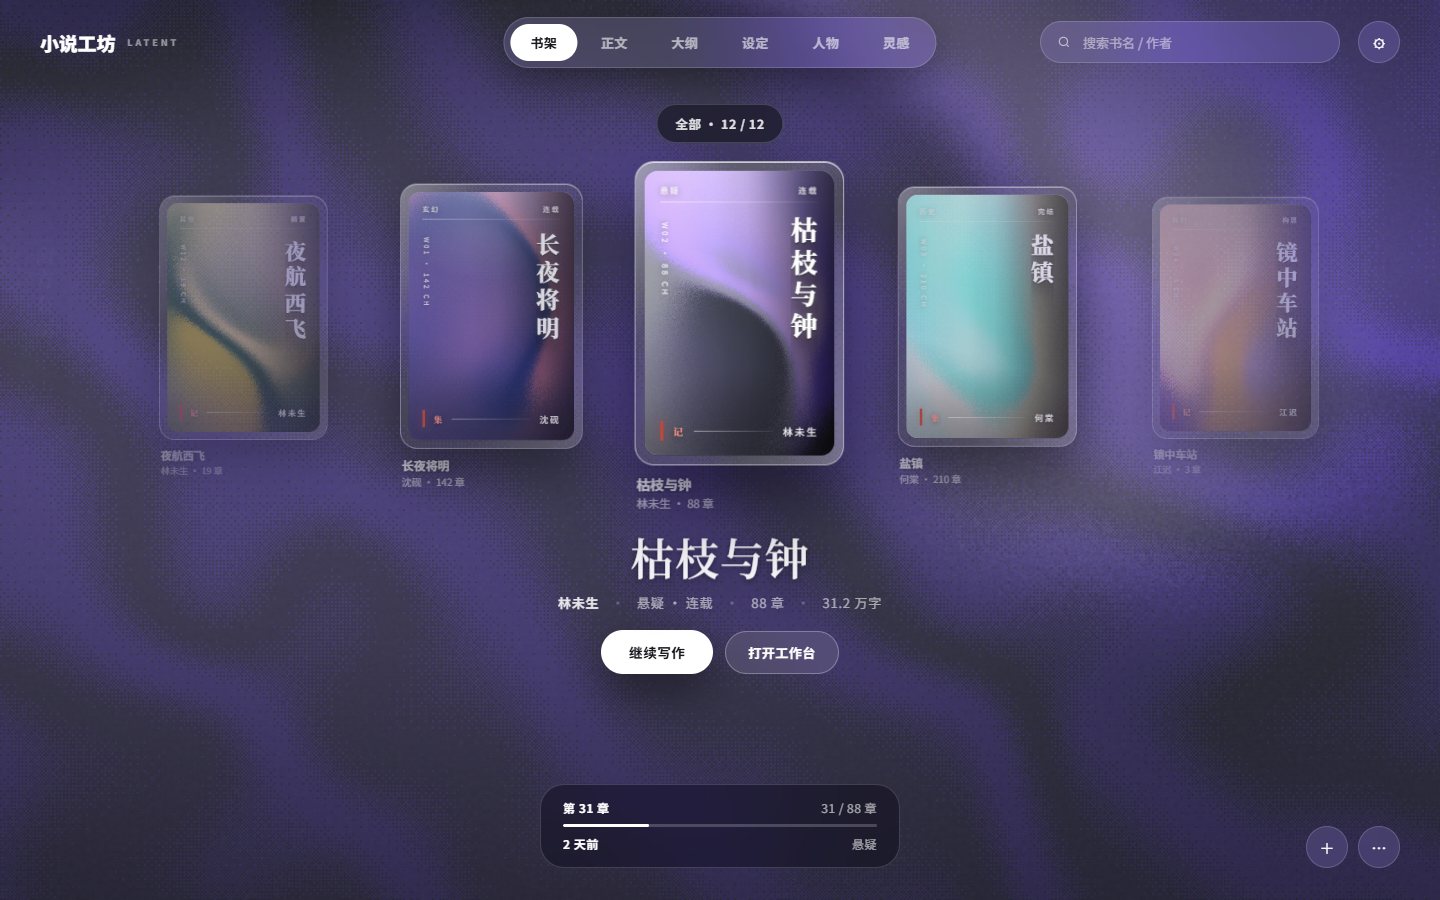 小说工坊 LATENT
书架 正文 大纲 设定 人物 灵感
搜索书名 / 作者
全部 · 12 / 12
夜航西飞
记 林未生
夜航西飞
林未生 · 19 章
玄幻 连载
长夜将明
W01 · 142 CH
集 沈砚
长夜将明
沈砚 · 142 章
悬疑 连载
枯枝与钟
W02 · 88 CH
记 林未生
枯枝与钟
林未生 · 88 章
完结
盐镇
何棠
盐镇
何棠 · 210 章
构思
镜中车站
记 江迟
镜中车站
江迟 · 3 章
枯枝与钟
林未生 · 悬疑 · 连载 · 88 章 · 31.2 万字
继续写作 打开工作台
第 31 章 31 / 88 章
2 天前 悬疑